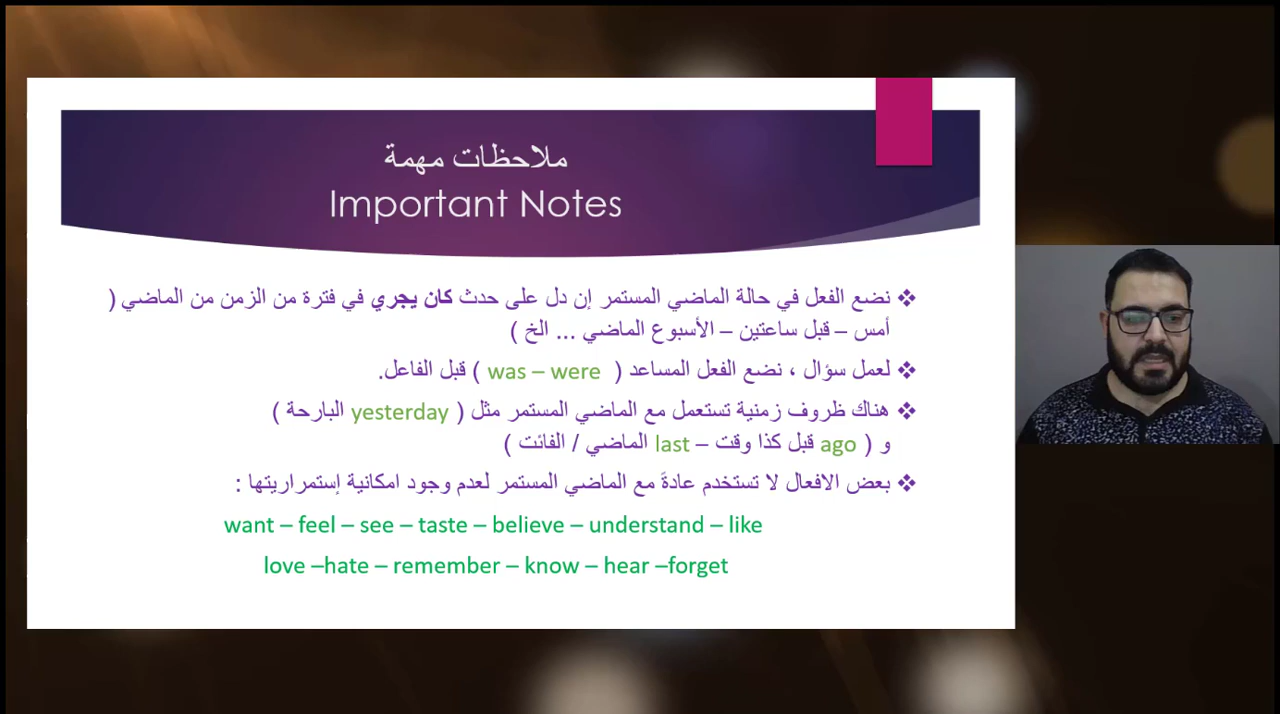 ملاحظات مهمة
Important Notes
❖ نضع الفعل في حالة الماضي المستمر إن دل على حدث كان يجري في فترة من الزمن من الماضي (
أمس – قبل ساعتين – الأسبوع الماضي ... الخ )
❖ لعمل سؤال ، نضع الفعل المساعد ( was – were ) قبل الفاعل.
❖ هناك ظروف زمنية تستعمل مع الماضي المستمر مثل ( yesterday البارحة )
و ( ago قبل كذا وقت – last الماضي / الفائت )
❖ بعض الافعال لا تستخدم عادةً مع الماضي المستمر لعدم وجود امكانية إستمراريتها :
want – feel – see – taste – believe – understand – like
love –hate – remember – know – hear –forget